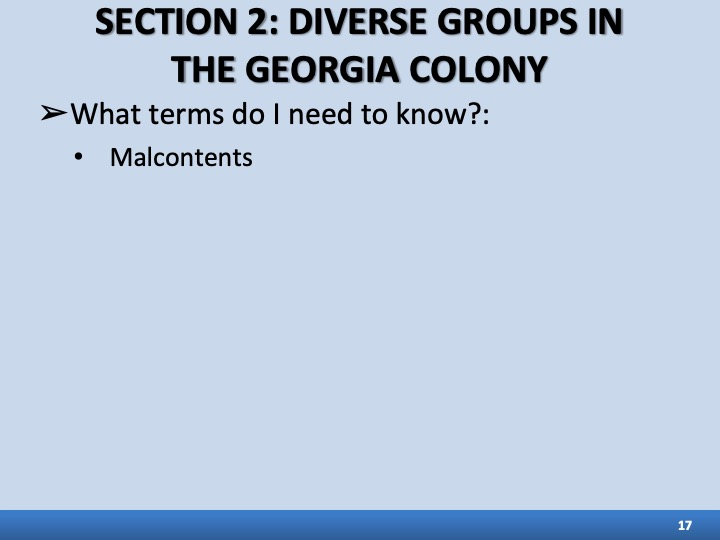 SECTION 2: DIVERSE GROUPS IN
THE GEORGIA COLONY
➢What terms do I need to know?:
• Malcontents
17